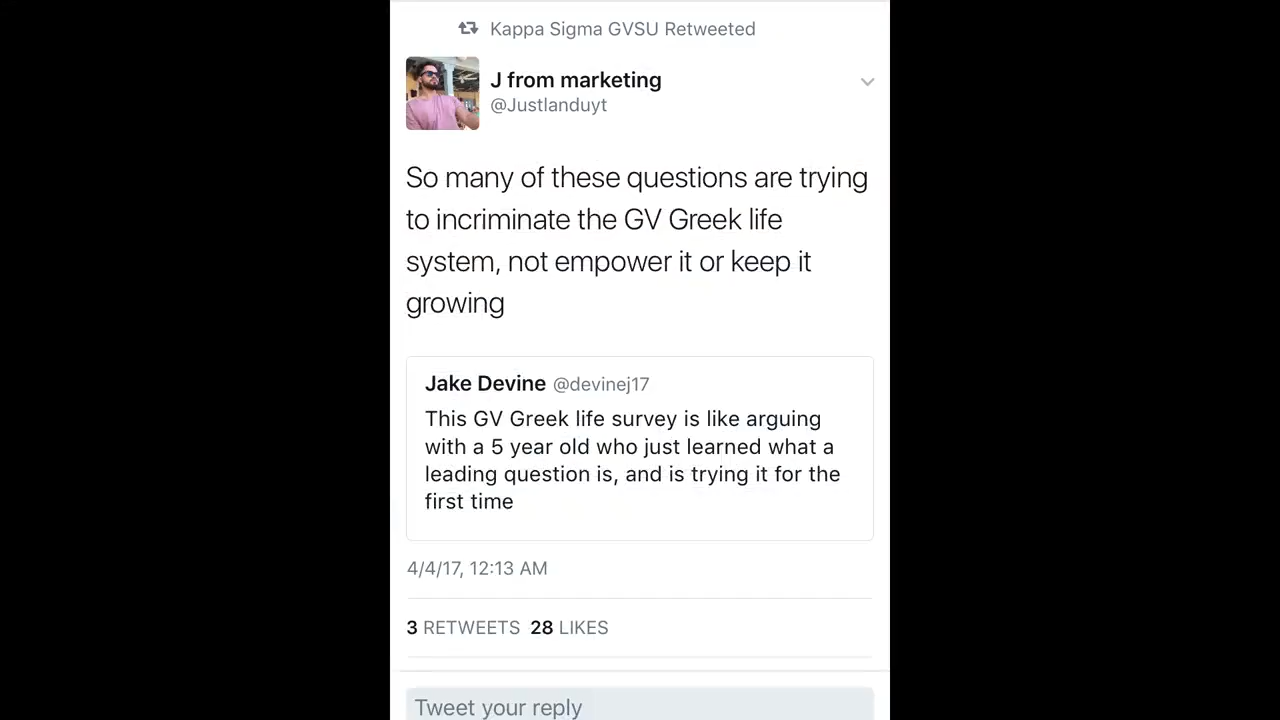 Kappa Sigma GVSU Retweeted
J from marketing
@Justlanduyt
So many of these questions are trying
to incriminate the GV Greek life
system, not empower it or keep it
growing
Jake Devine @devinej17
This GV Greek life survey is like arguing
with a 5 year old who just learned what a
leading question is, and is trying it for the
first time
4/4/17, 12:13 AM
3 RETWEETS 28 LIKES
Tweet your reply